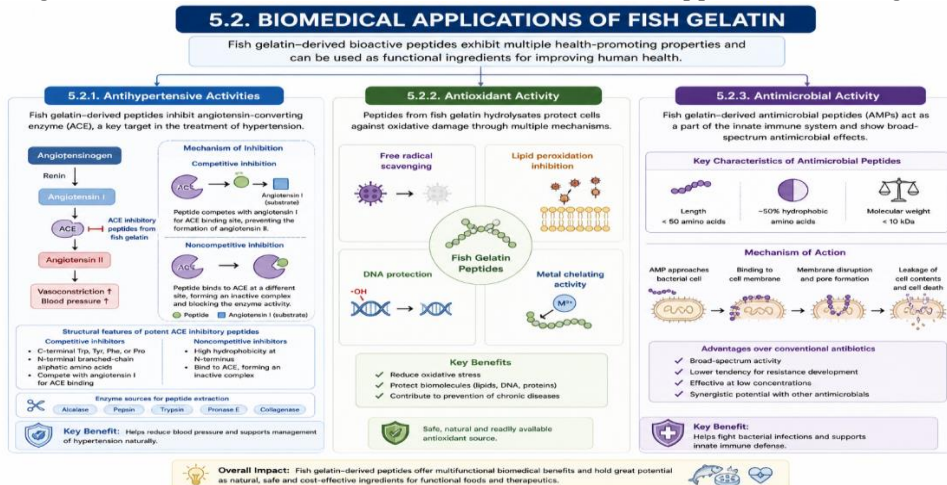 5.2. BIOMEDICAL APPLICATIONS OF FISH GELATIN
Fish gelatin–derived bioactive peptides exhibit multiple health-promoting properties and
can be used as functional ingredients for improving human health.
5.2.1. Antihypertensive Activities
Fish gelatin–derived peptides inhibit angiotensin-converting
enzyme (ACE), a key target in the treatment of hypertension.
Angiotensinogen
Renin
Angiotensin I
ACE
ACE inhibitory
peptides from
fish gelatin
Angiotensin II
Vasoconstriction ↑
Blood pressure ↑
Mechanism of Inhibition
Competitive inhibition
ACE
Angiotensin I
(substrate)
Peptide competes with angiotensin I
for ACE binding site, preventing the
formation of angiotensin II.
Noncompetitive inhibition
ACE
Peptide binds to ACE at a different
site, forming an inactive complex
and blocking the enzyme activity.
Peptide
Angiotensin I (substrate)
Structural features of potent ACE inhibitory peptides
Competitive inhibitors
• C-terminal Trp, Tyr, Phe, or Pro
• N-terminal branched-chain
aliphatic amino acids
• Compete with angiotensin I
for ACE binding
Noncompetitive inhibitors
• High hydrophobicity at
N-terminus
• Bind to ACE, forming an
inactive complex
Enzyme sources for peptide extraction
Alcalase
Pepsin
Trypsin
Pronase E
Collagenase
Key Benefit: Helps reduce blood pressure and supports management
of hypertension naturally.
5.2.2. Antioxidant Activity
Peptides from fish gelatin hydrolysates protect cells
against oxidative damage through multiple mechanisms.
Free radical
scavenging
Lipid peroxidation
inhibition
Fish Gelatin
Peptides
DNA protection
·OH
Metal chelating
activity
Key Benefits
✓ Reduce oxidative stress
✓ Protect biomolecules (lipids, DNA, proteins)
✓ Contribute to prevention of chronic diseases
Safe, natural and readily available
antioxidant source.
5.2.3. Antimicrobial Activity
Fish gelatin–derived antimicrobial peptides (AMPs) act as
a part of the innate immune system and show broad-
spectrum antimicrobial effects.
Key Characteristics of Antimicrobial Peptides
Length
< 50 amino acids
~50% hydrophobic
amino acids
Molecular weight
< 10 kDa
Mechanism of Action
AMP approaches
bacterial cell
Binding to
cell membrane
Membrane disruption
and pore formation
Leakage of
cell contents
and cell death
Advantages over conventional antibiotics
✓ Broad-spectrum activity
✓ Lower tendency for resistance development
✓ Effective at low concentrations
✓ Synergistic potential with other antimicrobials
Key Benefit:
Helps fight bacterial infections and supports
innate immune defense.
Overall Impact: Fish gelatin–derived peptides offer multifunctional biomedical benefits and hold great potential
as natural, safe and cost-effective ingredients for functional foods and therapeutics.